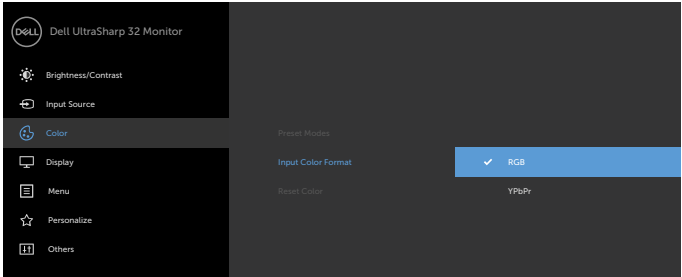 DELL
Dell UltraSharp 32 Monitor
Brightness/Contrast
Input Source
Color
Preset Modes
Display
Input Color Format
RGB
Menu
Reset Color
YPbPr
Personalize
Others